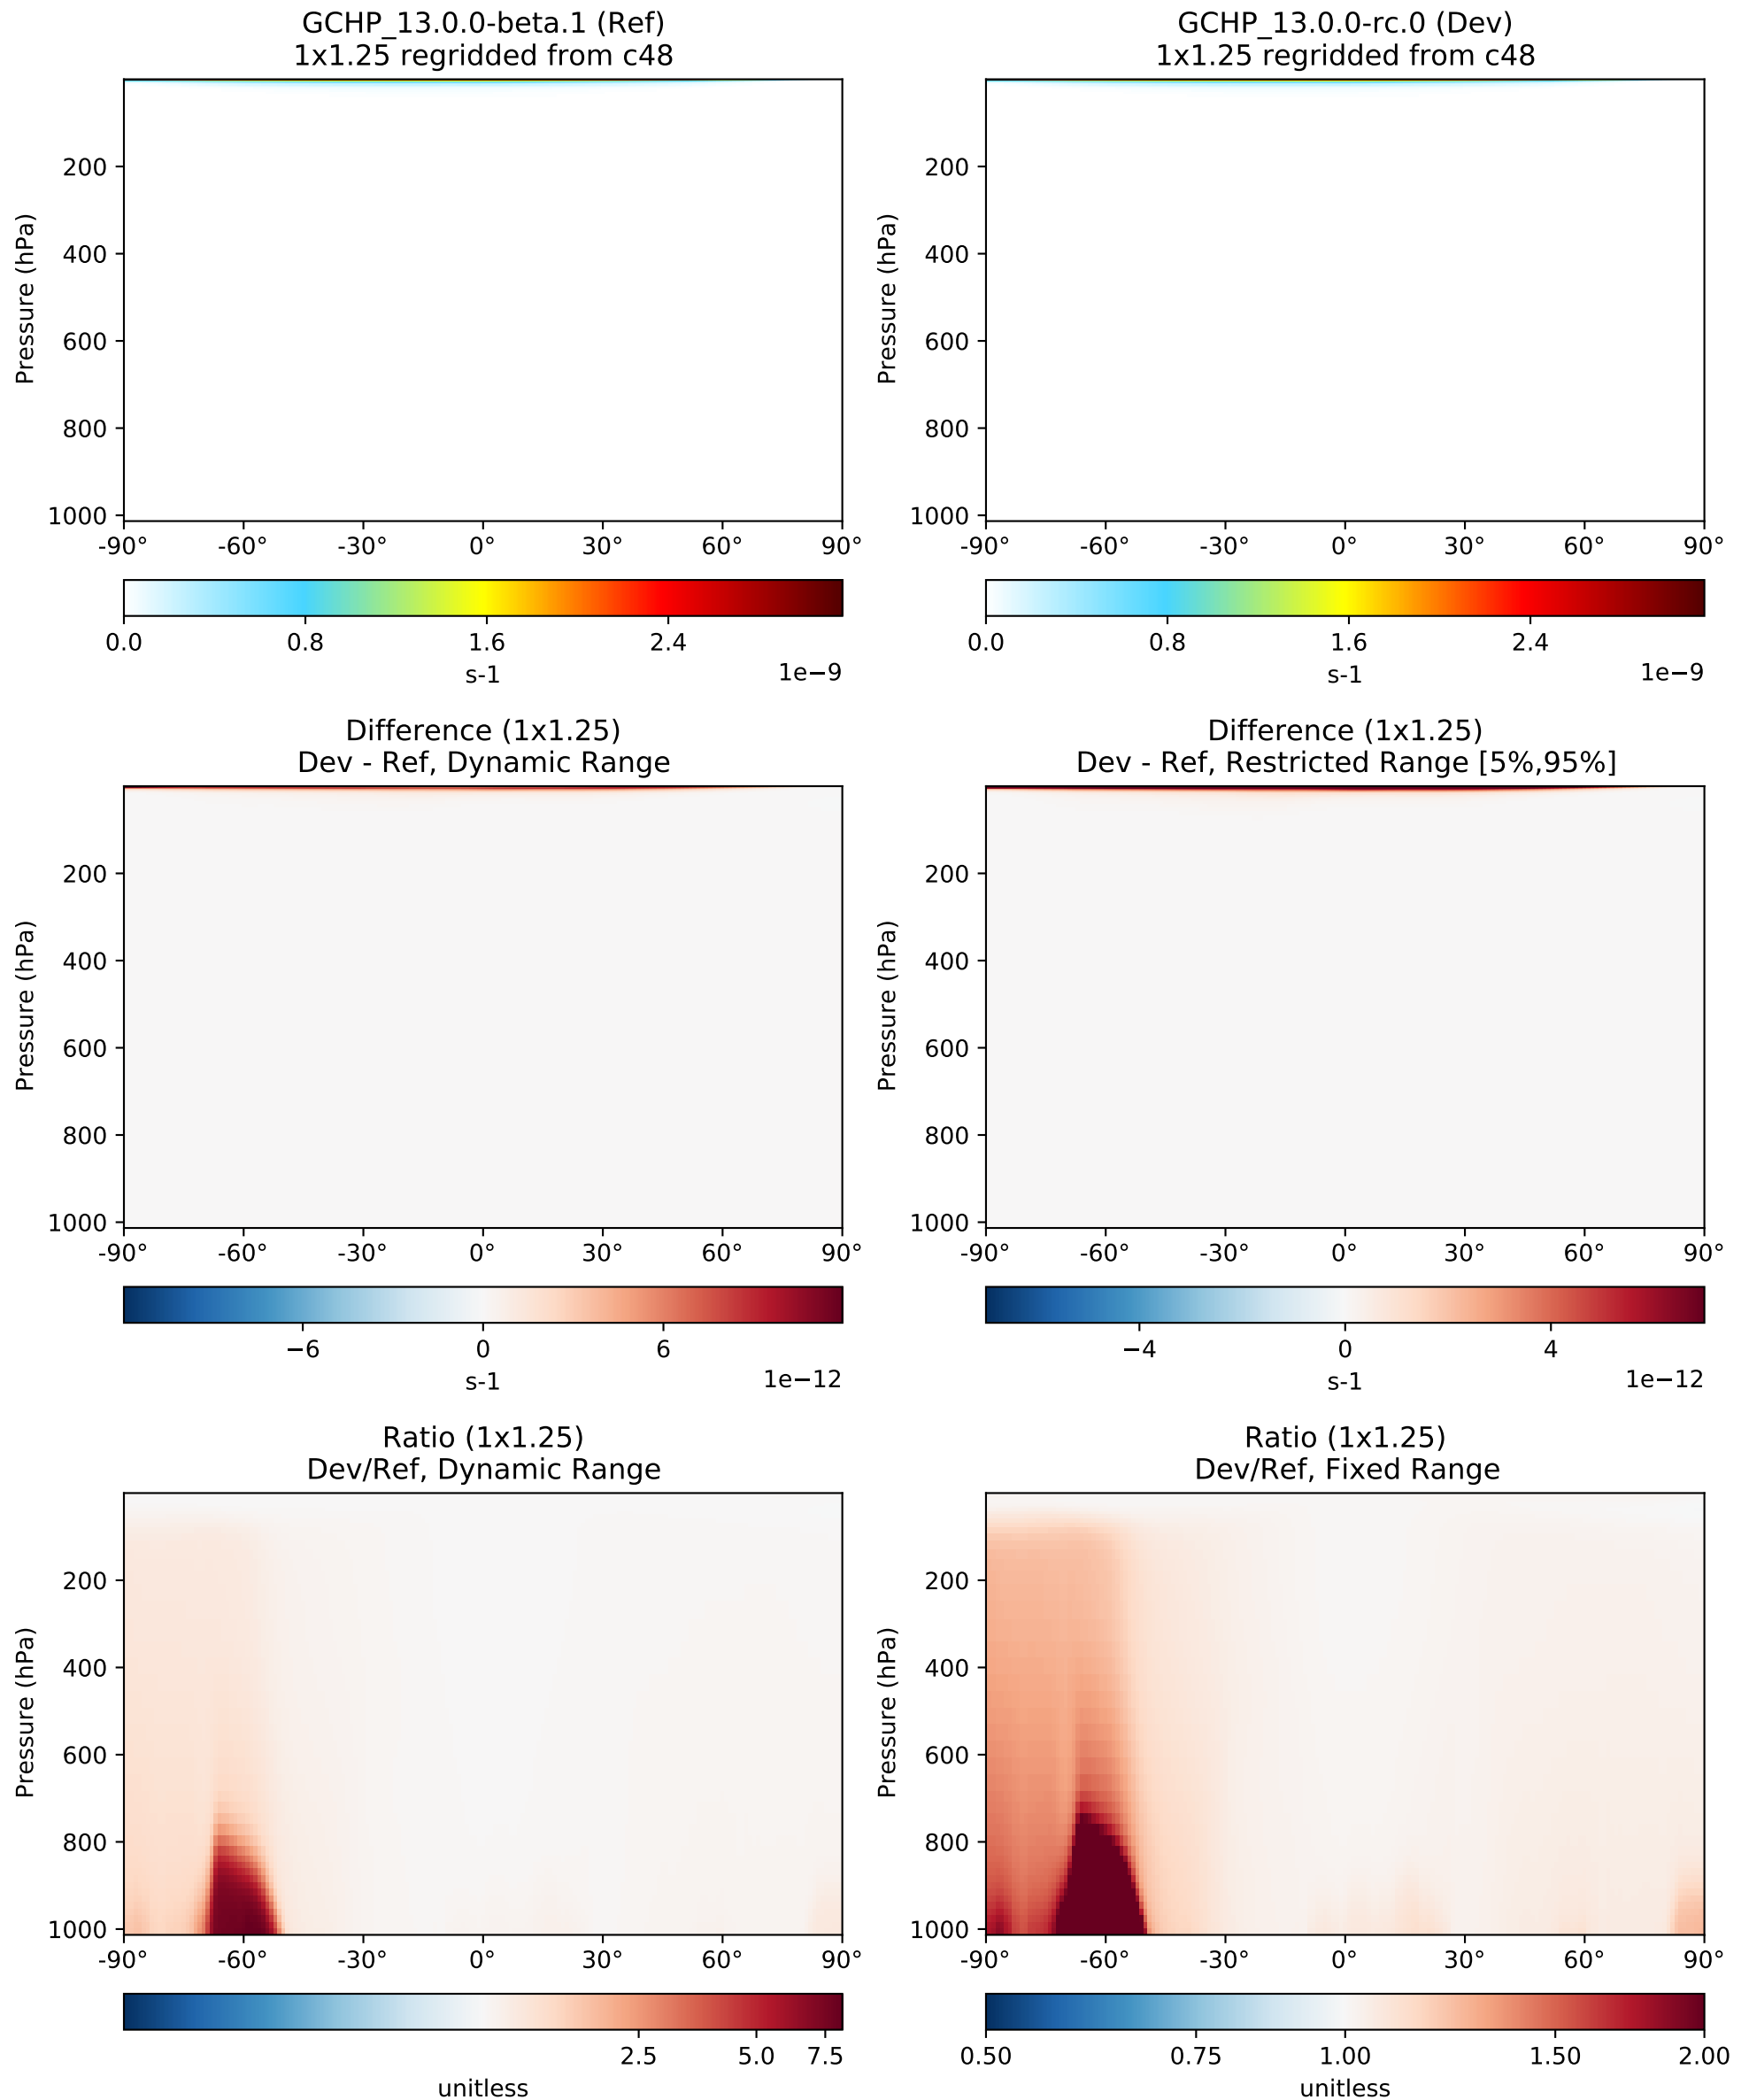 GCHP_13.0.0-beta.1 (Ref)
1x1.25 regridded from c48
Pressure (hPa)
200
400
600
800
1000
-90° -60° -30° 0° 30° 60° 90°
0.0 0.8 1.6 2.4
s-1 1e−9
GCHP_13.0.0-rc.0 (Dev)
1x1.25 regridded from c48
Pressure (hPa)
200
400
600
800
1000
-90° -60° -30° 0° 30° 60° 90°
0.0 0.8 1.6 2.4
s-1 1e−9
Difference (1x1.25)
Dev - Ref, Dynamic Range
Pressure (hPa)
200
400
600
800
1000
-90° -60° -30° 0° 30° 60° 90°
−6 0 6
s-1 1e−12
Difference (1x1.25)
Dev - Ref, Restricted Range [5%,95%]
Pressure (hPa)
200
400
600
800
1000
-90° -60° -30° 0° 30° 60° 90°
−4 0 4
s-1 1e−12
Ratio (1x1.25)
Dev/Ref, Dynamic Range
Pressure (hPa)
200
400
600
800
1000
-90° -60° -30° 0° 30° 60° 90°
2.5 5.0 7.5
unitless
Ratio (1x1.25)
Dev/Ref, Fixed Range
Pressure (hPa)
200
400
600
800
1000
-90° -60° -30° 0° 30° 60° 90°
0.50 0.75 1.00 1.50 2.00
unitless